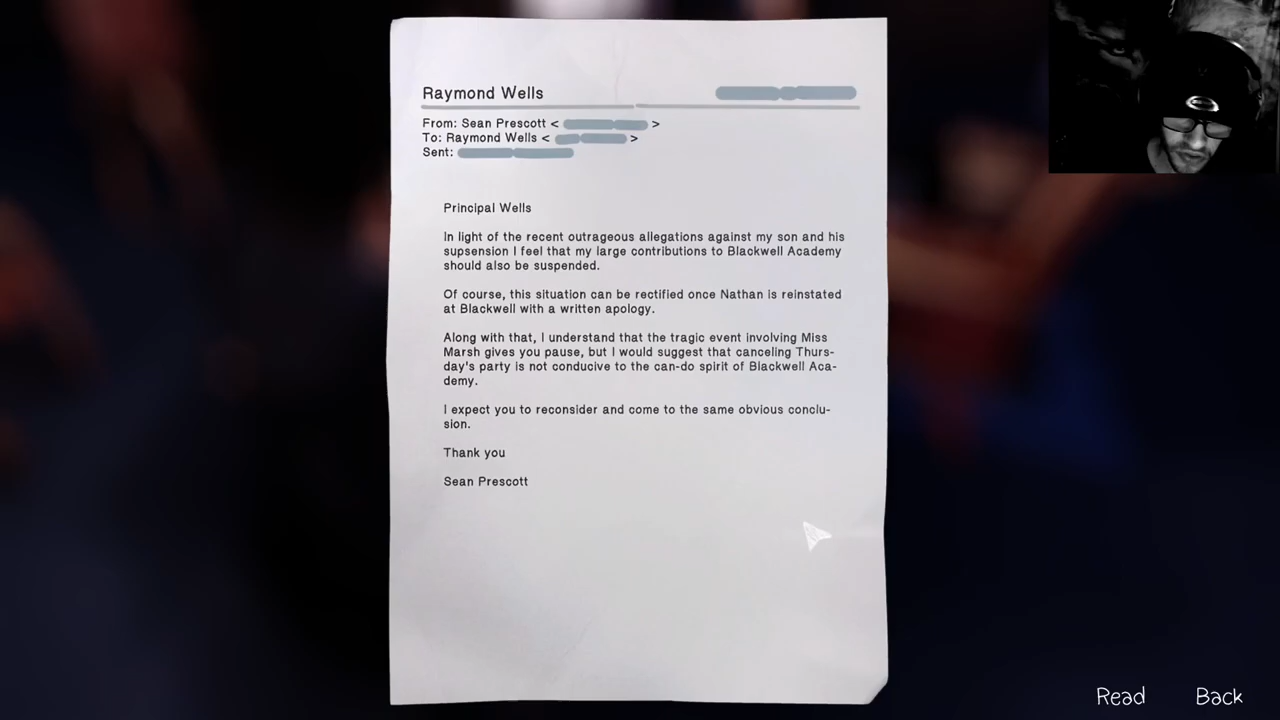 Raymond Wells
From: Sean Prescott < >
To: Raymond Wells < >
Sent:
Principal Wells
In light of the recent outrageous allegations against my son and his
supsension I feel that my large contributions to Blackwell Academy
should also be suspended.
Of course, this situation can be rectified once Nathan is reinstated
at Blackwell with a written apology.
Along with that, I understand that the tragic event involving Miss
Marsh gives you pause, but I would suggest that canceling Thurs-
day's party is not conducive to the can-do spirit of Blackwell Aca-
demy.
I expect you to reconsider and come to the same obvious conclu-
sion.
Thank you
Sean Prescott
Read Back